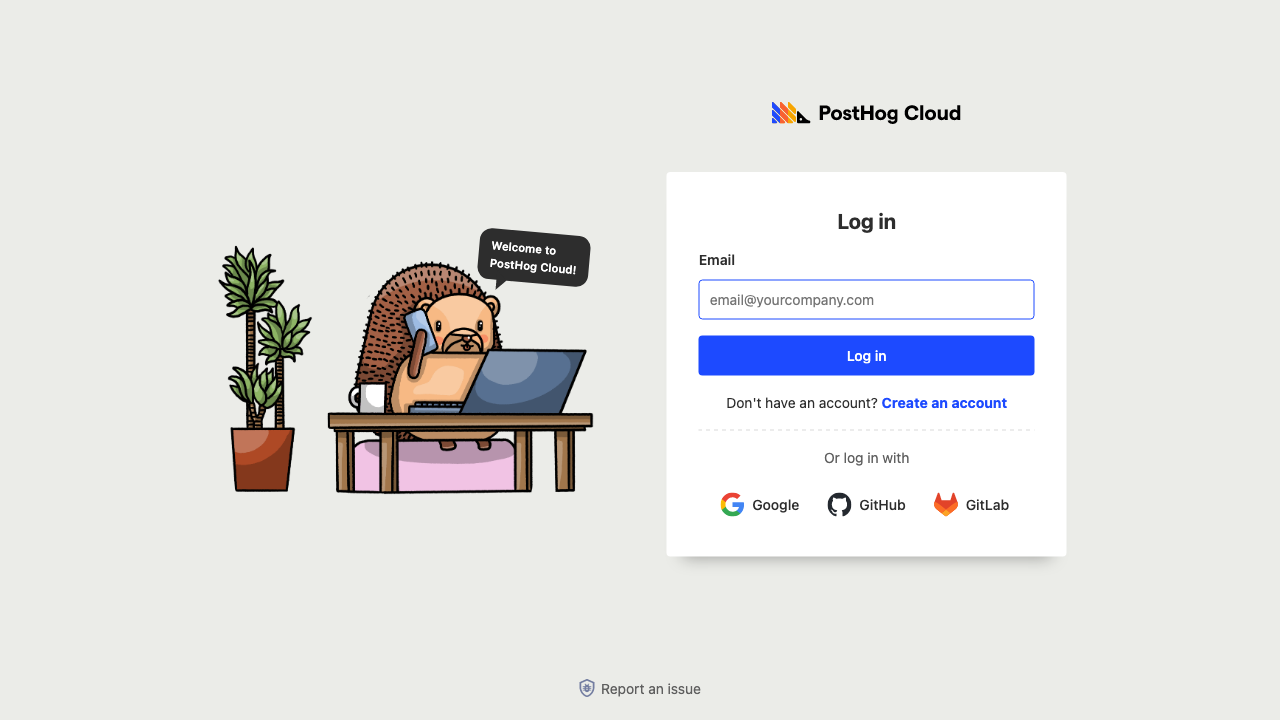 PostHog Cloud
Welcome to
PostHog Cloud!
Log in
Email
email@yourcompany.com
Log in
Don't have an account? Create an account
Or log in with
Google GitHub GitLab
Report an issue